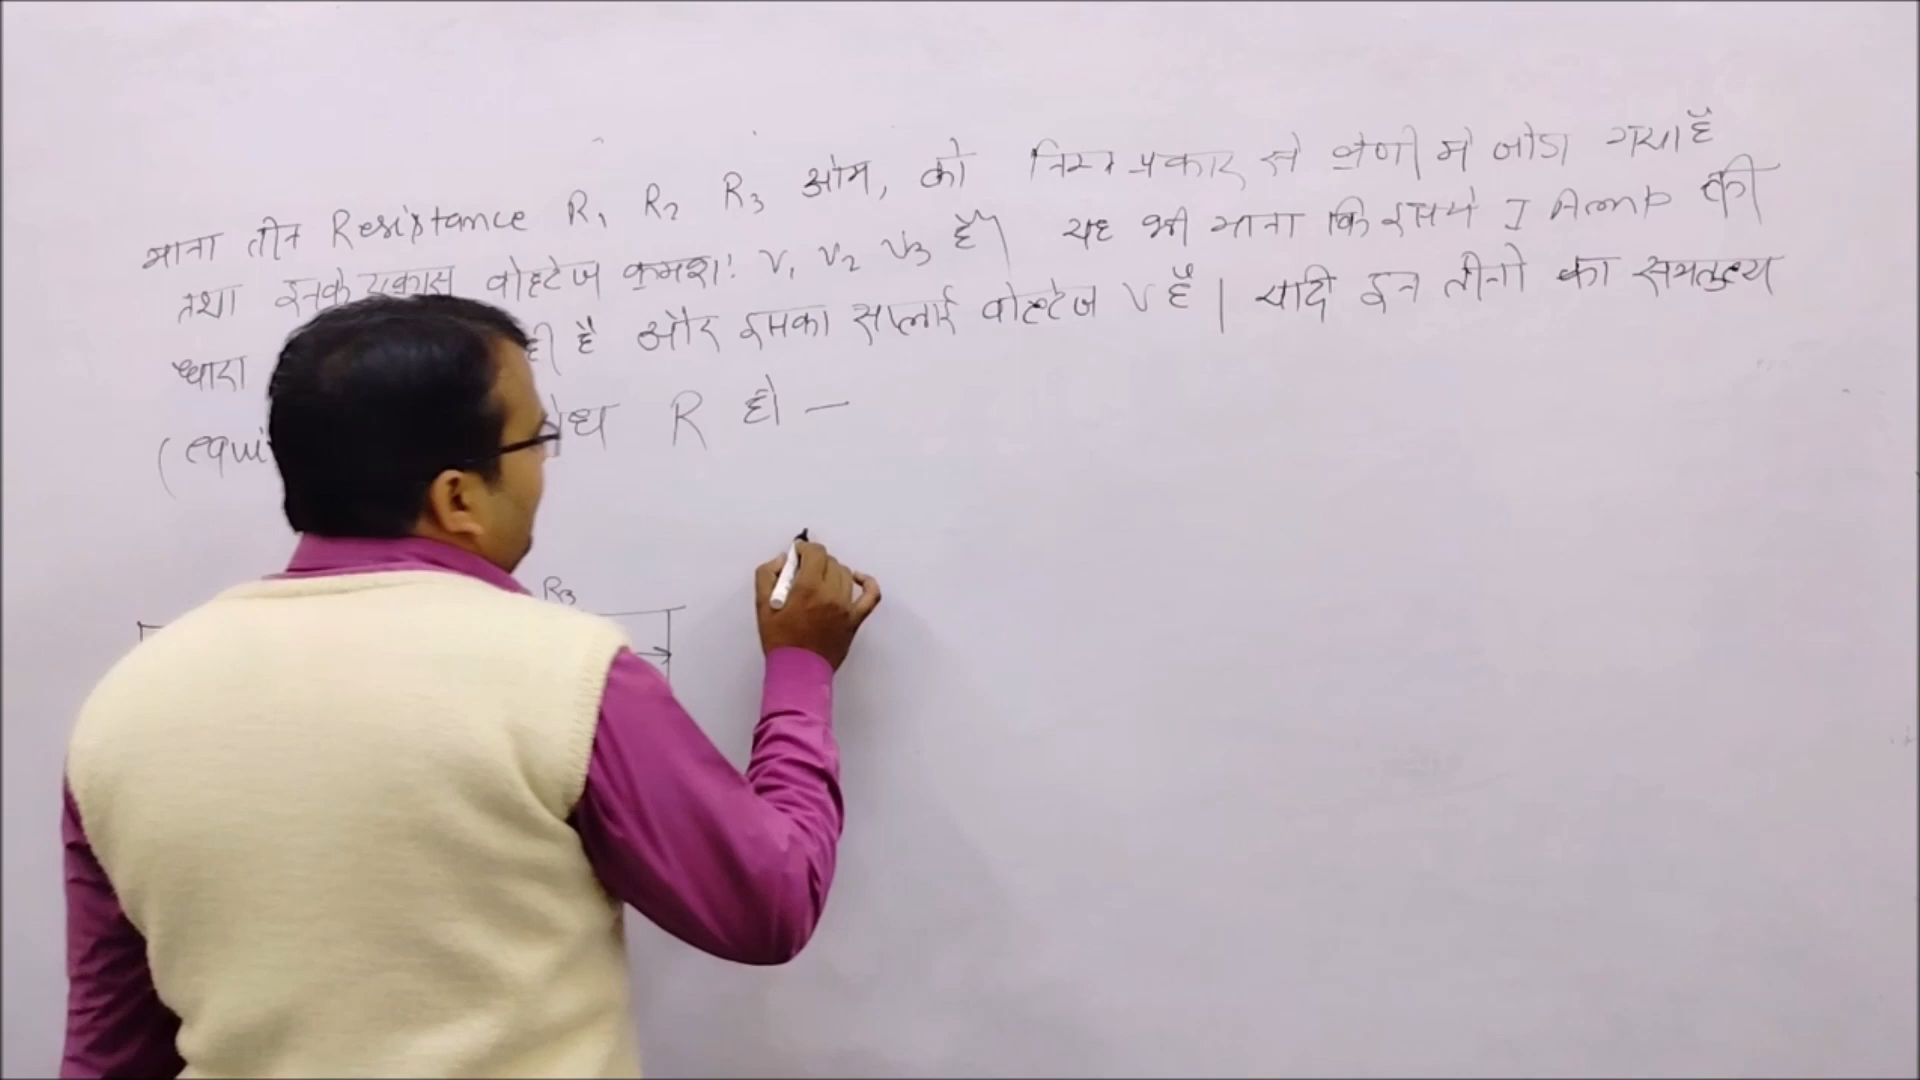 माना तीन Resistance R1 R2 R3 ओम, को निम्न प्रकार से श्रेणी मे जोडा गया है
तथा इनके एक्रास वोल्टेज क्रमशः V1 V2 V3 है। यह भी माना कि इसमे I Amp की
धारा ही है और इसका सप्लाई वोल्टेज V है | यदि इन तीनो का समतुल्य
(equi ोध R हो —
R3